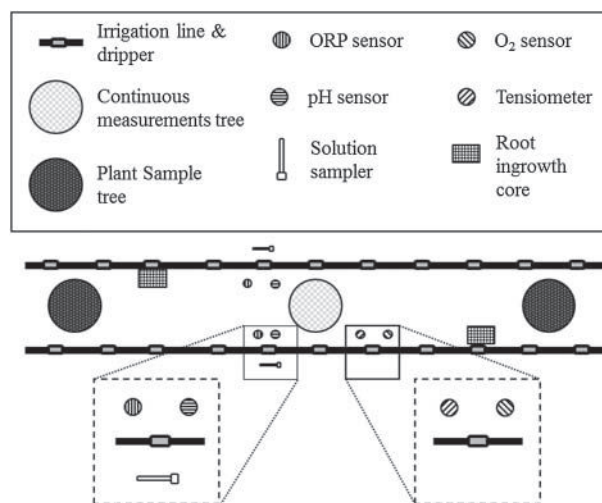 Irrigation line &
dripper
ORP sensor
O₂ sensor
Continuous
measurements tree
pH sensor
Tensiometer
Plant Sample
tree
Solution
sampler
Root
ingrowth
core